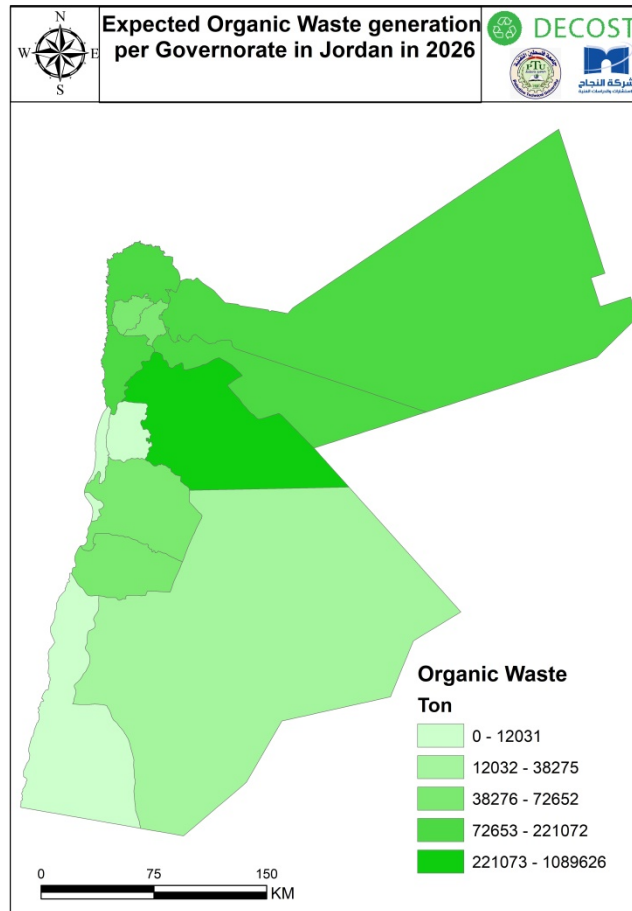 N
W
E
S
Expected Organic Waste generation
per Governorate in Jordan in 2026
DECOST
PTU
شركة النجاح
Organic Waste
Ton
0 - 12031
12032 - 38275
38276 - 72652
72653 - 221072
221073 - 1089626
0
75
150
KM